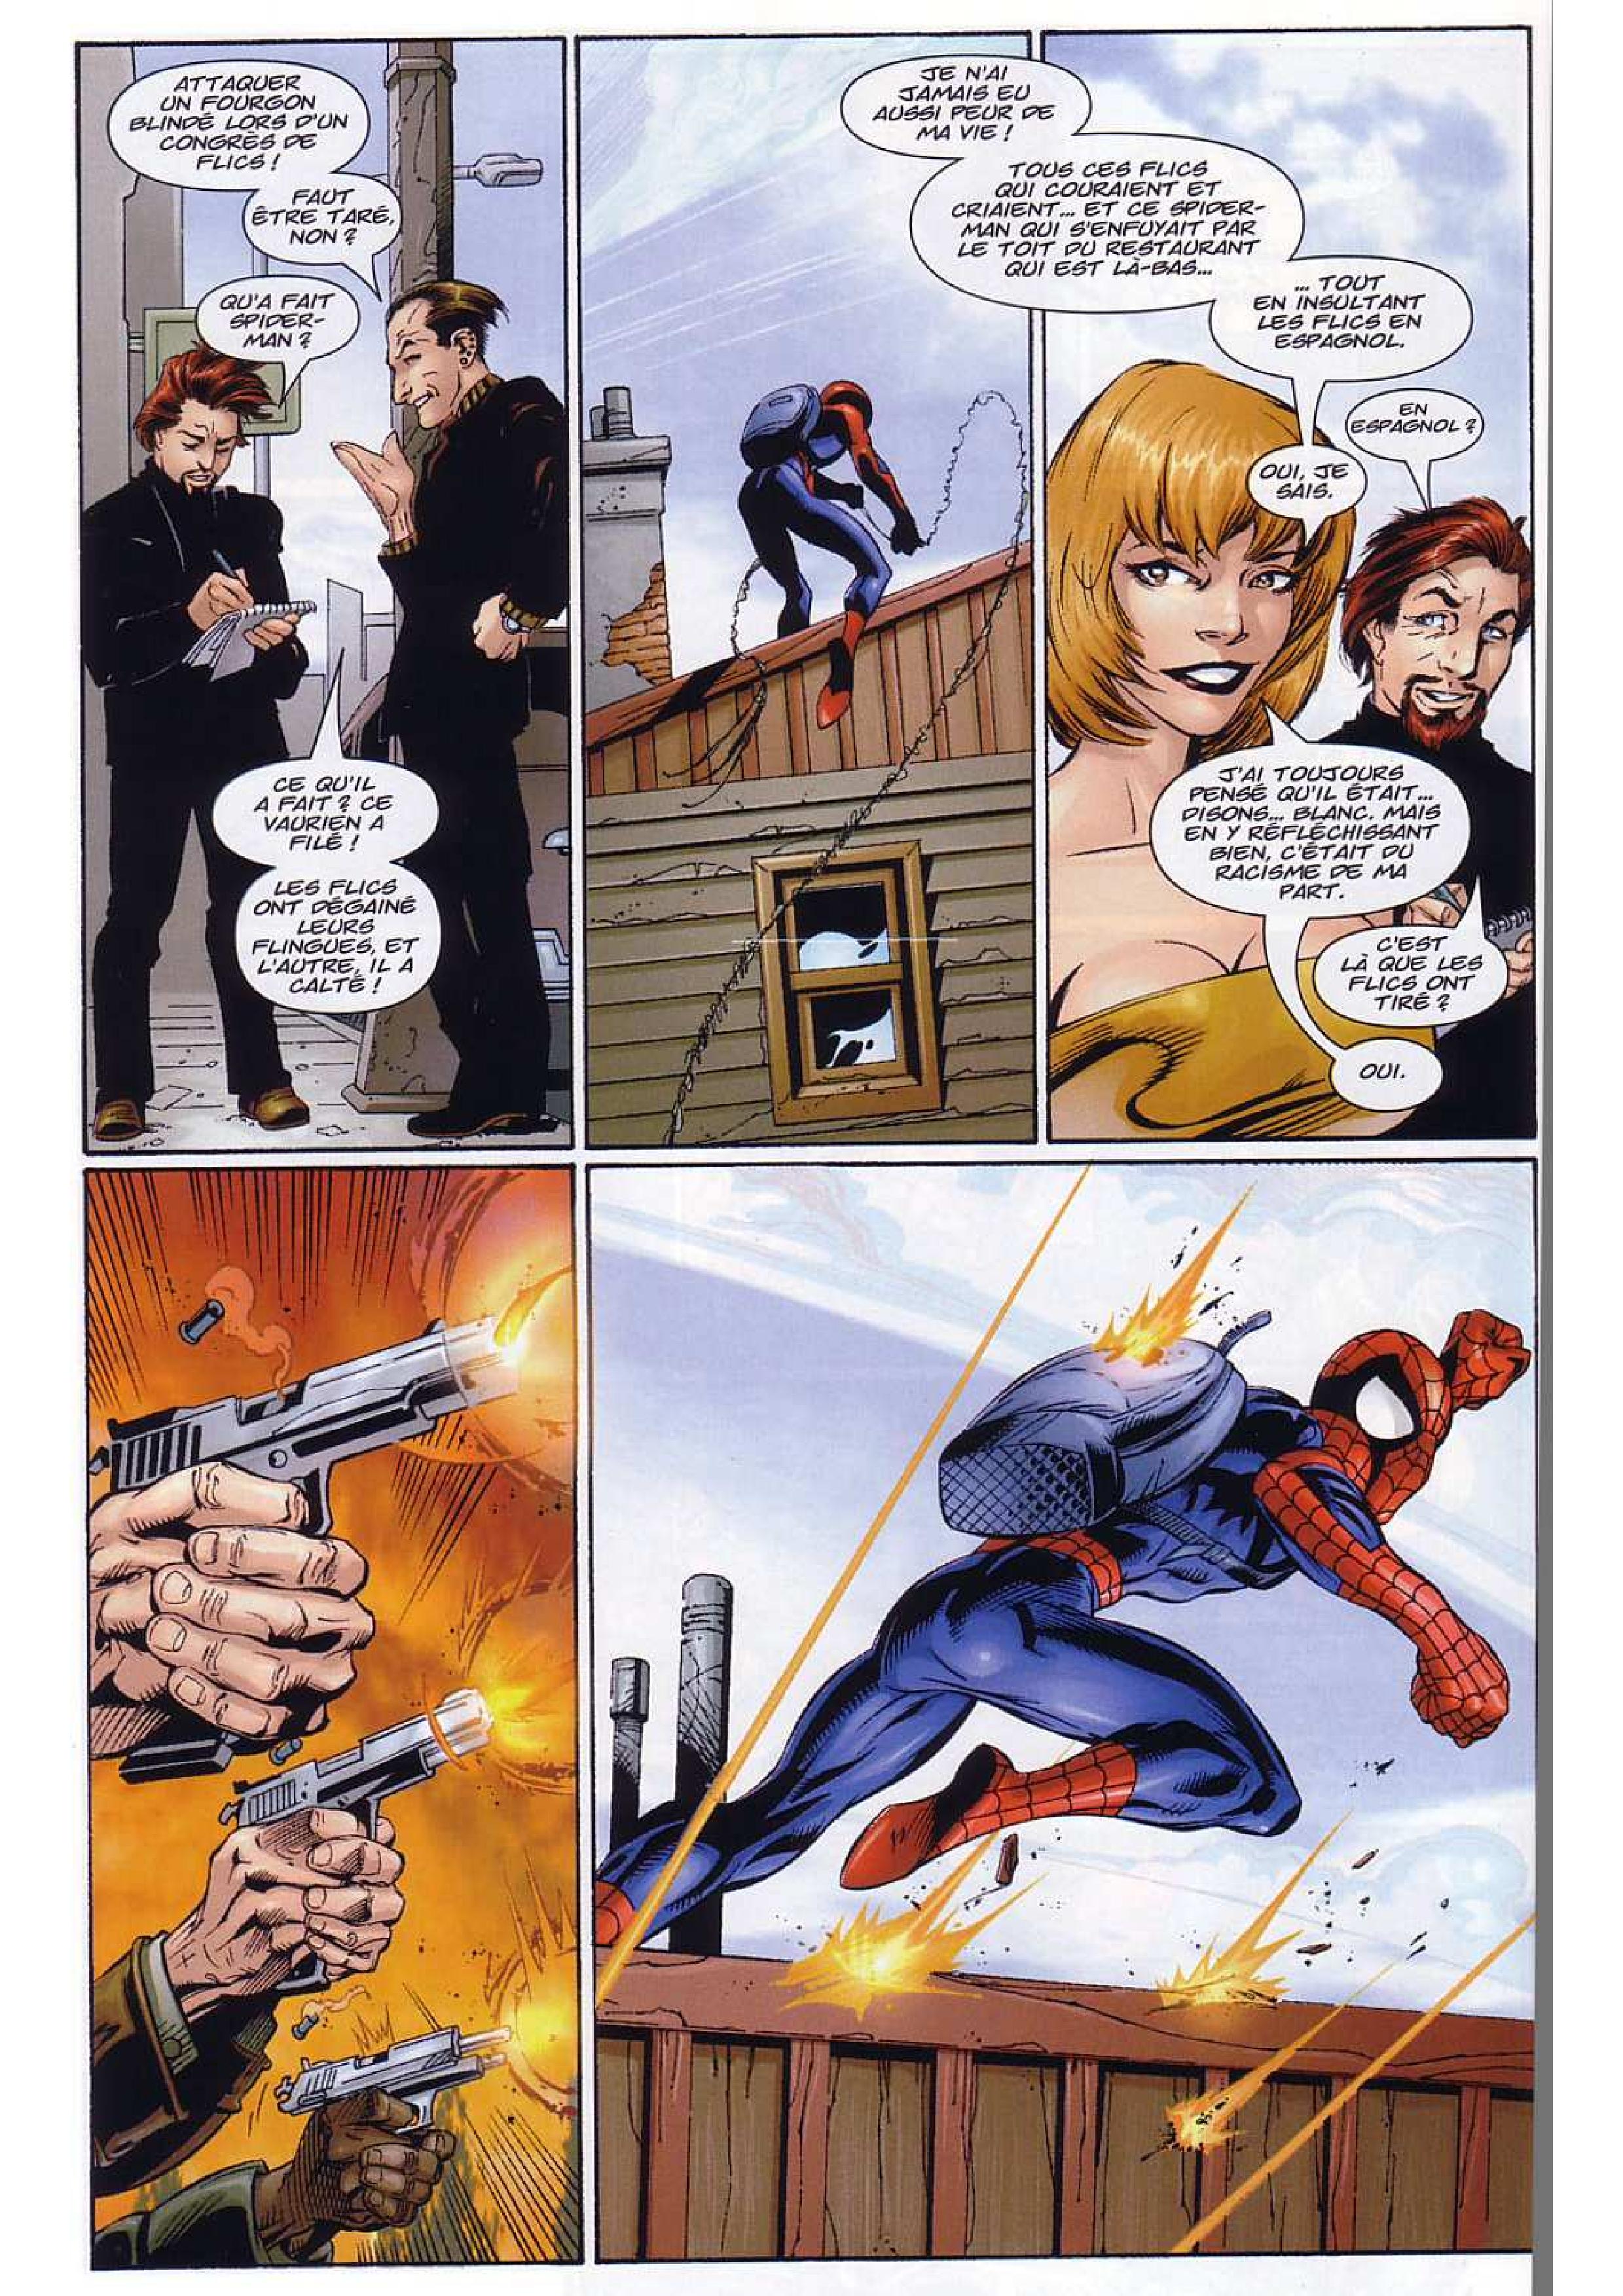 ATTAQUER
UN FOURGON
BLINDÉ LORS D'UN
CONGRÈS DE
FLICS !
FAUT
ÊTRE TARÉ,
NON ?
QU'A FAIT
SPIDER-
MAN ?
CE QU'IL
A FAIT ? CE
VAURIEN A
FILÉ !
LES FLICS
ONT DÉGAINÉ
LEURS
FLINGUES, ET
L'AUTRE, IL A
CALTÉ !
JE N'AI
JAMAIS EU
AUSSI PEUR DE
MA VIE !
TOUS CES FLICS
QUI COURAIENT ET
CRIAIENT... ET CE SPIDER-
MAN QUI S'ENFUYAIT PAR
LE TOIT DU RESTAURANT
QUI EST LÀ-BAS...
... TOUT
EN INSULTANT
LES FLICS EN
ESPAGNOL.
EN
ESPAGNOL ?
OUI, JE
SAIS.
J'AI TOUJOURS
PENSÉ QU'IL ÉTAIT...
DISONS... BLANC. MAIS
EN Y RÉFLÉCHISSANT
BIEN, C'ÉTAIT DU
RACISME DE MA
PART.
C'EST
LÀ QUE LES
FLICS ONT
TIRÉ ?
OUI.